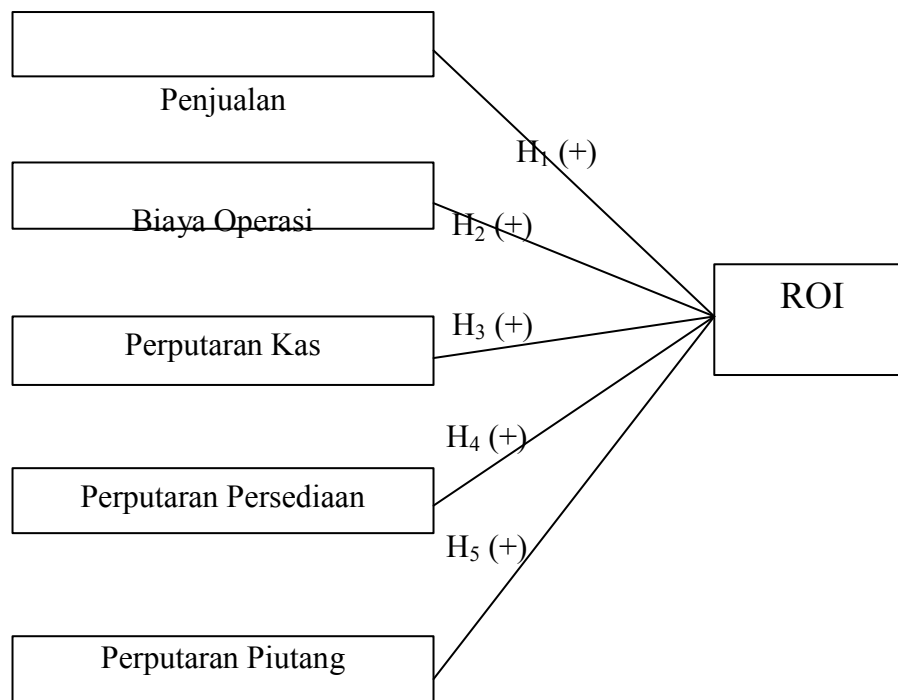 Penjualan
H₁ (+)
Biaya Operasi
H₂ (+)
ROI
Perputaran Kas
H₃ (+)
H₄ (+)
Perputaran Persediaan
H₅ (+)
Perputaran Piutang